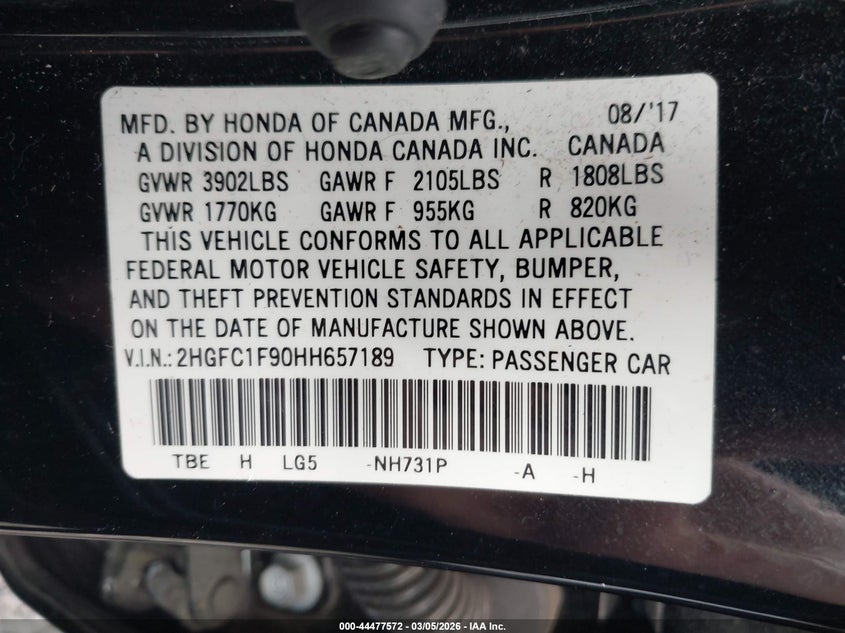 MFD. BY HONDA OF CANADA MFG., 08/'17
A DIVISION OF HONDA CANADA INC. CANADA
GVWR 3902LBS GAWR F 2105LBS R 1808LBS
GVWR 1770KG GAWR F 955KG R 820KG
THIS VEHICLE CONFORMS TO ALL APPLICABLE
FEDERAL MOTOR VEHICLE SAFETY, BUMPER,
AND THEFT PREVENTION STANDARDS IN EFFECT
ON THE DATE OF MANUFACTURE SHOWN ABOVE.
V.I.N.: 2HGFC1F90HH657189 TYPE: PASSENGER CAR
TBE H LG5 -NH731P -A -H
000-44477572 — 03/05/2026 — IAA Inc.